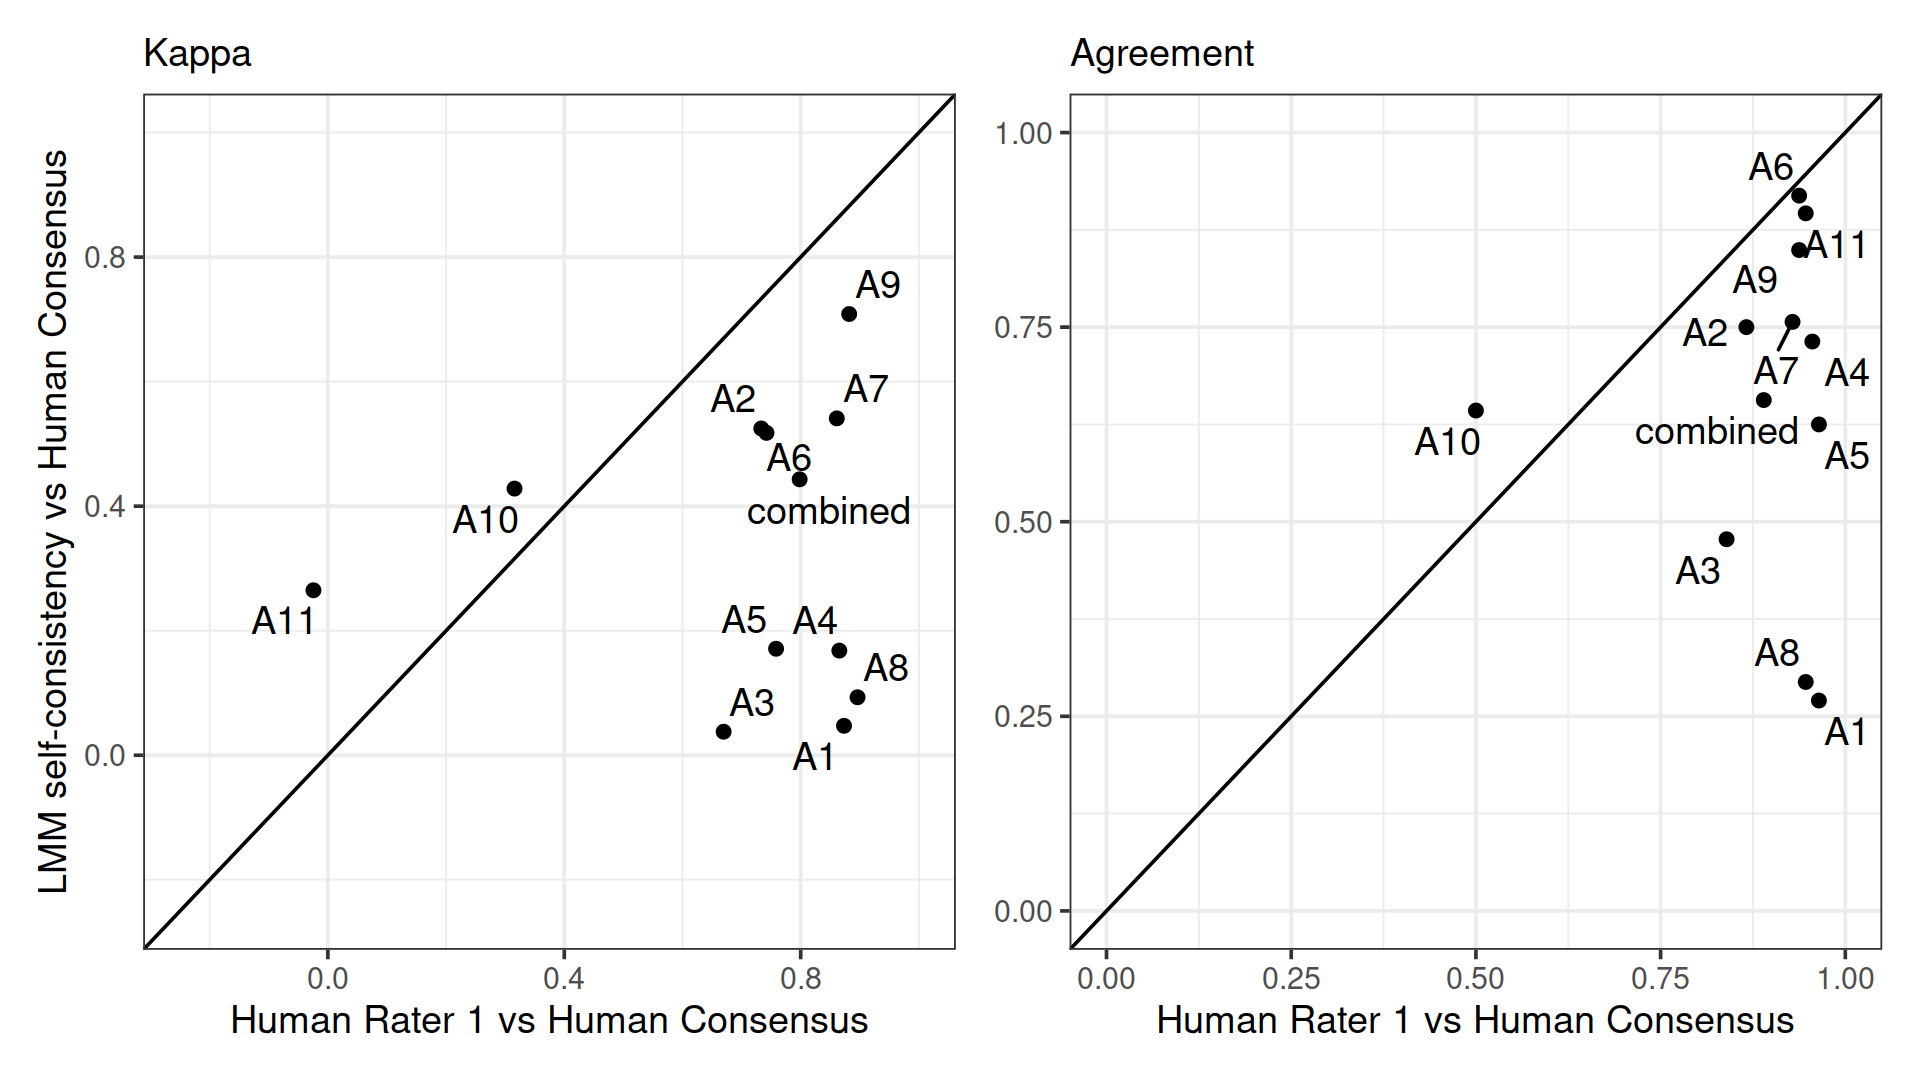 Kappa
LMM self-consistency vs Human Consensus
0.8
0.4
0.0
A9
A7
A2
A6
combined
A10
A11
A5
A4
A8
A3
A1
0.0
0.4
0.8
Human Rater 1 vs Human Consensus
Agreement
1.00
0.75
0.50
0.25
0.00
A6
A11
A9
A2
A7
A4
combined
A10
A5
A3
A8
A1
0.00
0.25
0.50
0.75
1.00
Human Rater 1 vs Human Consensus